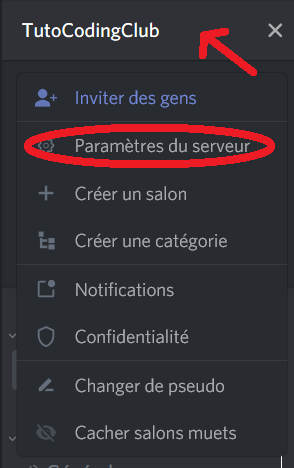 TutoCodingClub
Inviter des gens
Paramètres du serveur
Créer un salon
Créer une catégorie
Notifications
Confidentialité
Changer de pseudo
Cacher salons muets